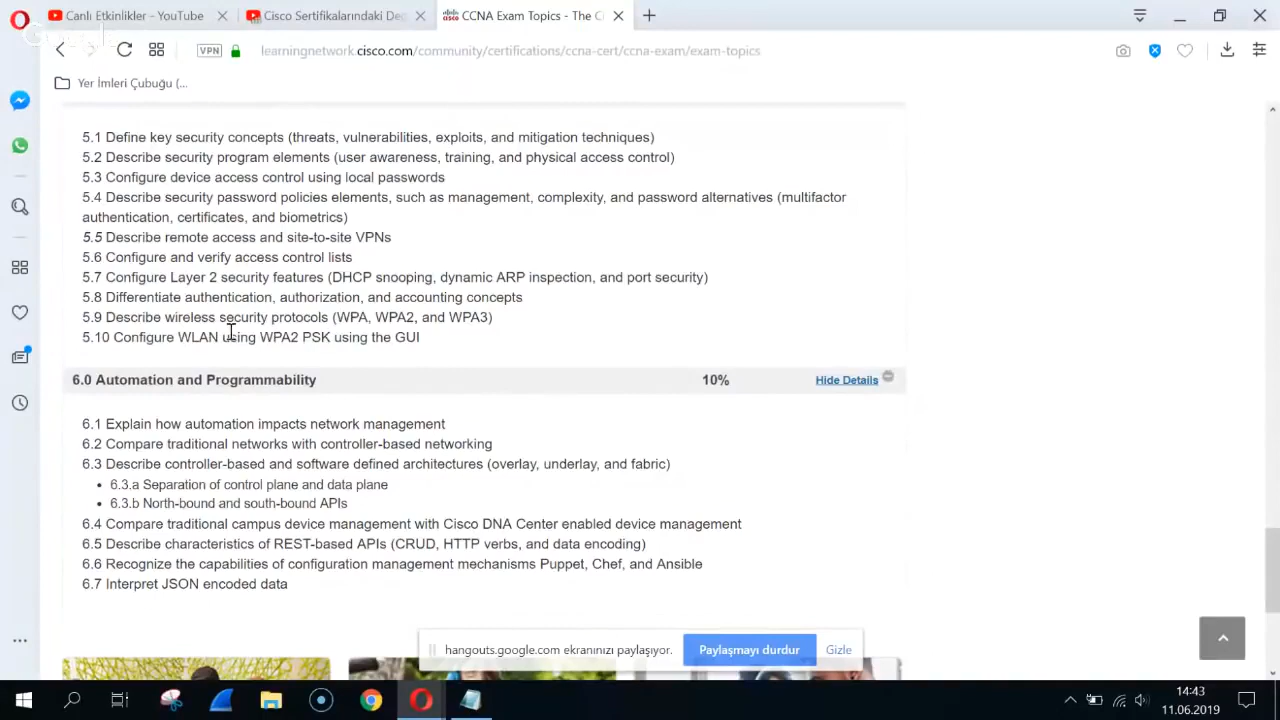 Canlı Etkinlikler - YouTube
Cisco Sertifikalarındaki Değ
CCNA Exam Topics - The Ci
cisco
VPN
learningnetwork.cisco.com/community/certifications/ccna-cert/ccna-exam/exam-topics
Yer İmleri Çubuğu (...
5.1 Define key security concepts (threats, vulnerabilities, exploits, and mitigation techniques)
5.2 Describe security program elements (user awareness, training, and physical access control)
5.3 Configure device access control using local passwords
5.4 Describe security password policies elements, such as management, complexity, and password alternatives (multifactor
authentication, certificates, and biometrics)
5.5 Describe remote access and site-to-site VPNs
5.6 Configure and verify access control lists
5.7 Configure Layer 2 security features (DHCP snooping, dynamic ARP inspection, and port security)
5.8 Differentiate authentication, authorization, and accounting concepts
5.9 Describe wireless security protocols (WPA, WPA2, and WPA3)
5.10 Configure WLAN using WPA2 PSK using the GUI
6.0 Automation and Programmability 10% Hide Details
6.1 Explain how automation impacts network management
6.2 Compare traditional networks with controller-based networking
6.3 Describe controller-based and software defined architectures (overlay, underlay, and fabric)
• 6.3.a Separation of control plane and data plane
• 6.3.b North-bound and south-bound APIs
6.4 Compare traditional campus device management with Cisco DNA Center enabled device management
6.5 Describe characteristics of REST-based APIs (CRUD, HTTP verbs, and data encoding)
6.6 Recognize the capabilities of configuration management mechanisms Puppet, Chef, and Ansible
6.7 Interpret JSON encoded data
hangouts.google.com ekranınızı paylaşıyor. Paylaşmayı durdur Gizle
14:43
11.06.2019